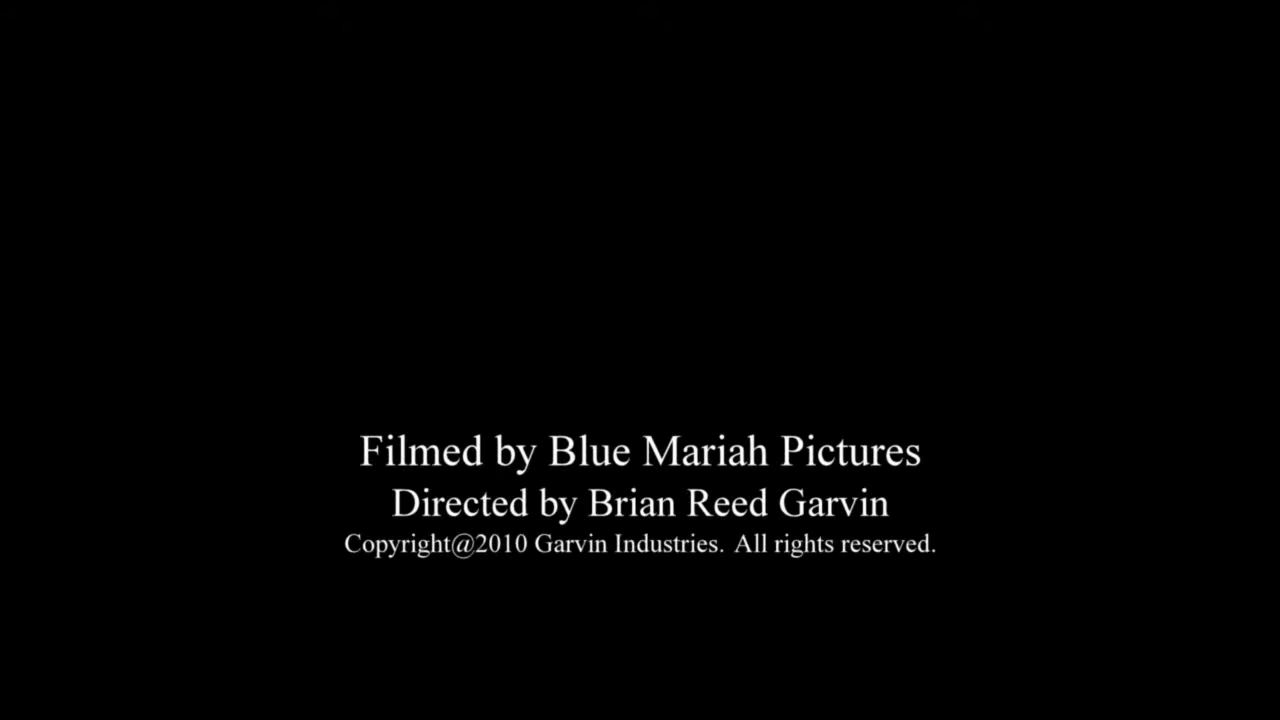 Filmed by Blue Mariah Pictures
Directed by Brian Reed Garvin
Copyright@2010 Garvin Industries. All rights reserved.